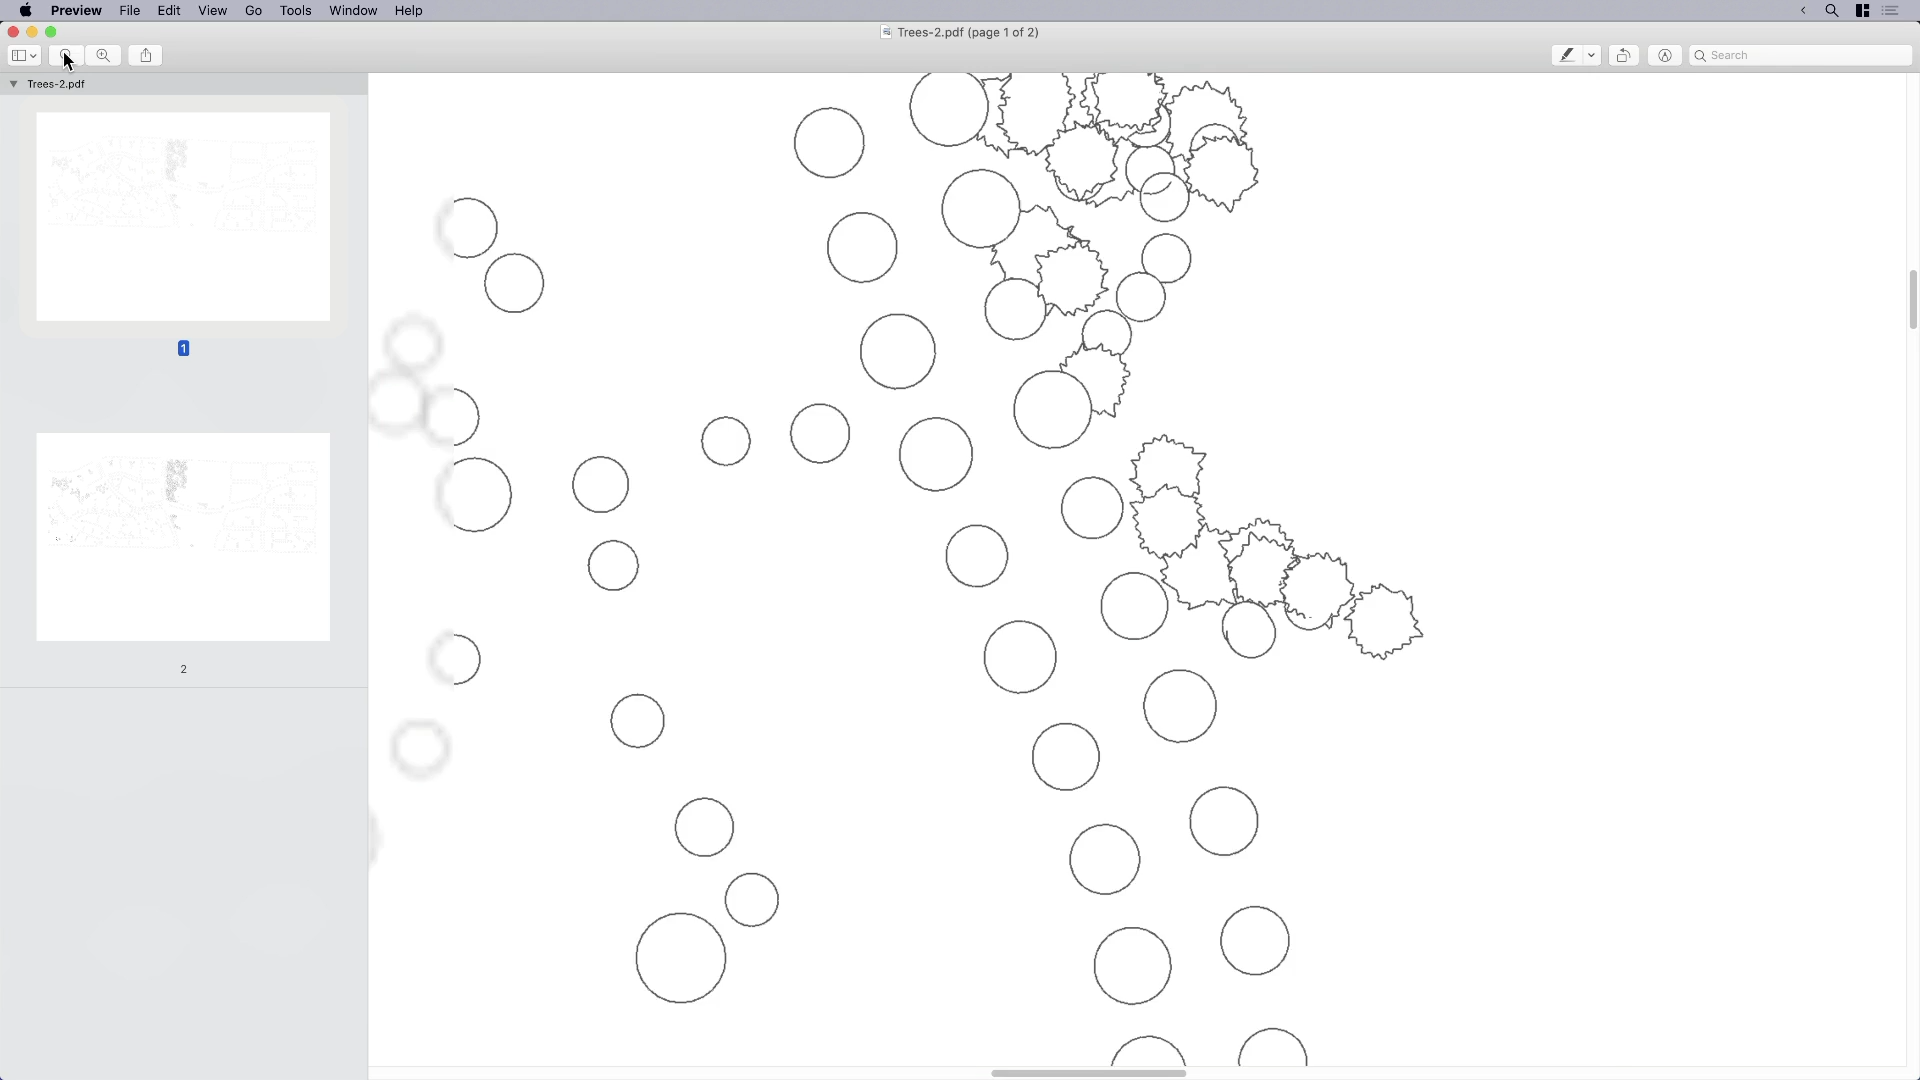 Preview File Edit View Go Tools Window Help
Trees-2.pdf (page 1 of 2)
Search
Trees-2.pdf
1
2